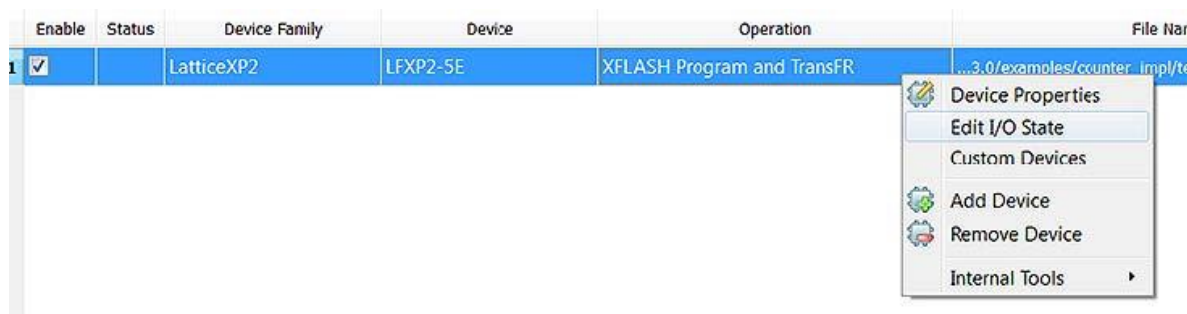 Enable Status Device Family Device Operation File Nar
1 LatticeXP2 LFXP2-5E XFLASH Program and TransFR ...3.0/examples/counter_impl/te
Device Properties
Edit I/O State
Custom Devices
Add Device
Remove Device
Internal Tools